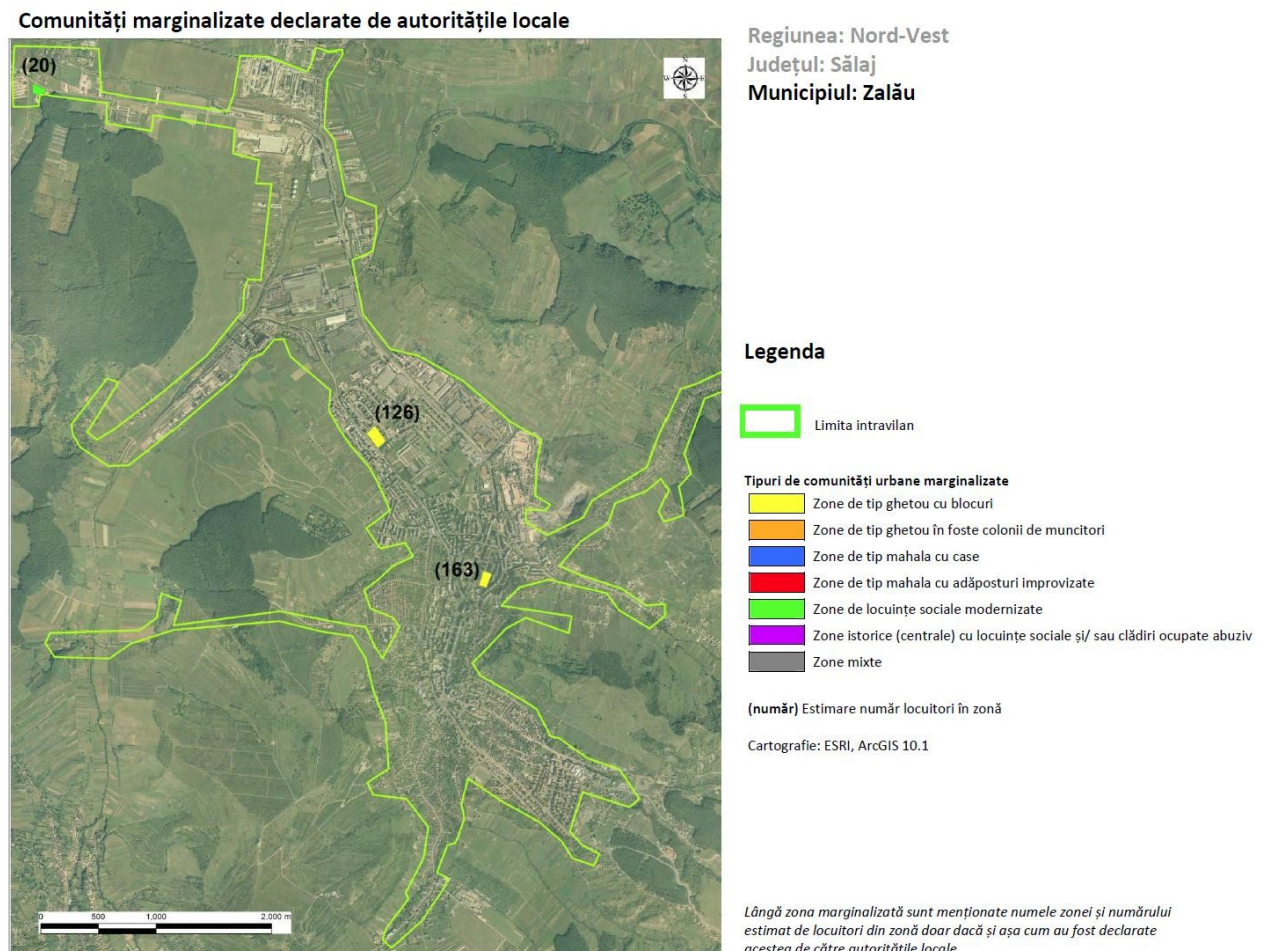 Comunități marginalizate declarate de autoritățile locale
Regiunea: Nord-Vest
Județul: Sălaj
Municipiul: Zalău
N
W E
S
(20)
(126)
(163)
0 500 1,000 2,000 m
Legenda
Limita intravilan
Tipuri de comunități urbane marginalizate
Zone de tip ghetou cu blocuri
Zone de tip ghetou în foste colonii de muncitori
Zone de tip mahala cu case
Zone de tip mahala cu adăposturi improvizate
Zone de locuințe sociale modernizate
Zone istorice (centrale) cu locuințe sociale și/ sau clădiri ocupate abuziv
Zone mixte
(număr) Estimare număr locuitori în zonă
Cartografie: ESRI, ArcGIS 10.1
Lângă zona marginalizată sunt menționate numele zonei și numărului
estimat de locuitori din zonă doar dacă și așa cum au fost declarate
acestea de către autoritățile locale